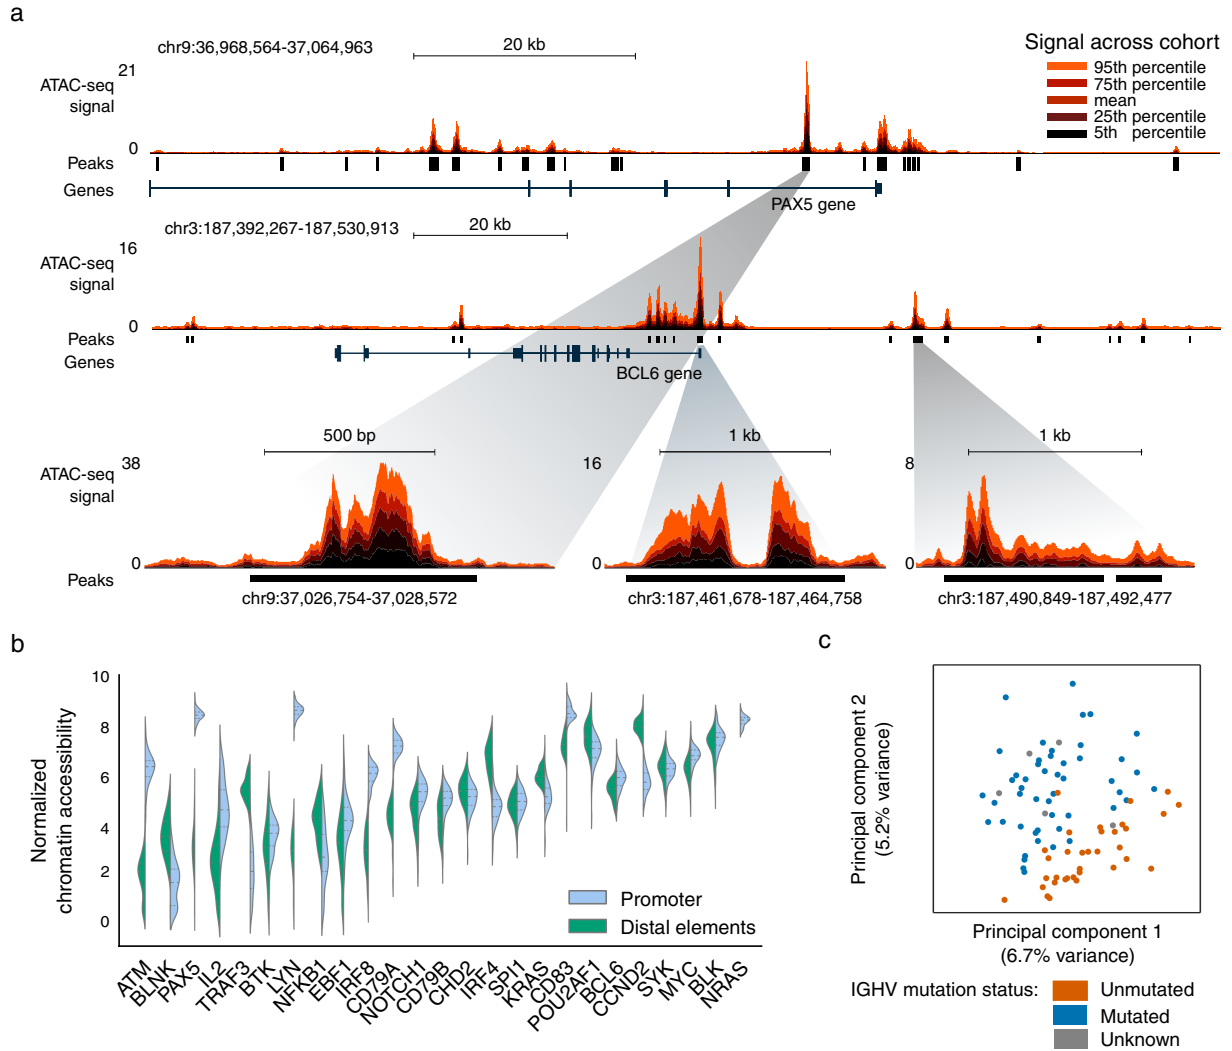 a
chr9:36,968,564-37,064,963
20 kb
Signal across cohort
95th percentile
75th percentile
mean
25th percentile
5th percentile
21
ATAC-seq
signal
0
Peaks
Genes
PAX5 gene
chr3:187,392,267-187,530,913
20 kb
16
ATAC-seq
signal
0
Peaks
Genes
BCL6 gene
500 bp
1 kb
1 kb
38
16
8
ATAC-seq
signal
0
0
0
Peaks
chr9:37,026,754-37,028,572
chr3:187,461,678-187,464,758
chr3:187,490,849-187,492,477
b
Normalized
chromatin accessibility
10
8
6
4
2
0
Promoter
Distal elements
ATM
BLNK
PAX5
IL2
TRAF3
BTK
LYN
NFKB1
EBF1
IRF8
CD79A
NOTCH1
CD79B
CHD2
IRF4
SPI1
KRAS
CD83
POU2AF1
BCL6
CCND2
SYK
MYC
BLK
NRAS
c
Principal component 2
(5.2% variance)
Principal component 1
(6.7% variance)
IGHV mutation status:
Unmutated
Mutated
Unknown